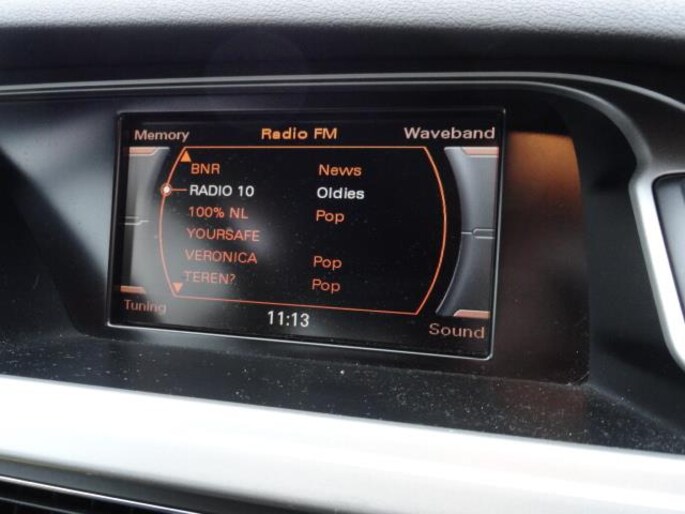 Memory Radio FM Waveband
BNR News
RADIO 10 Oldies
100% NL Pop
YOURSAFE
VERONICA Pop
TEREN? Pop
Tuning 11:13 Sound